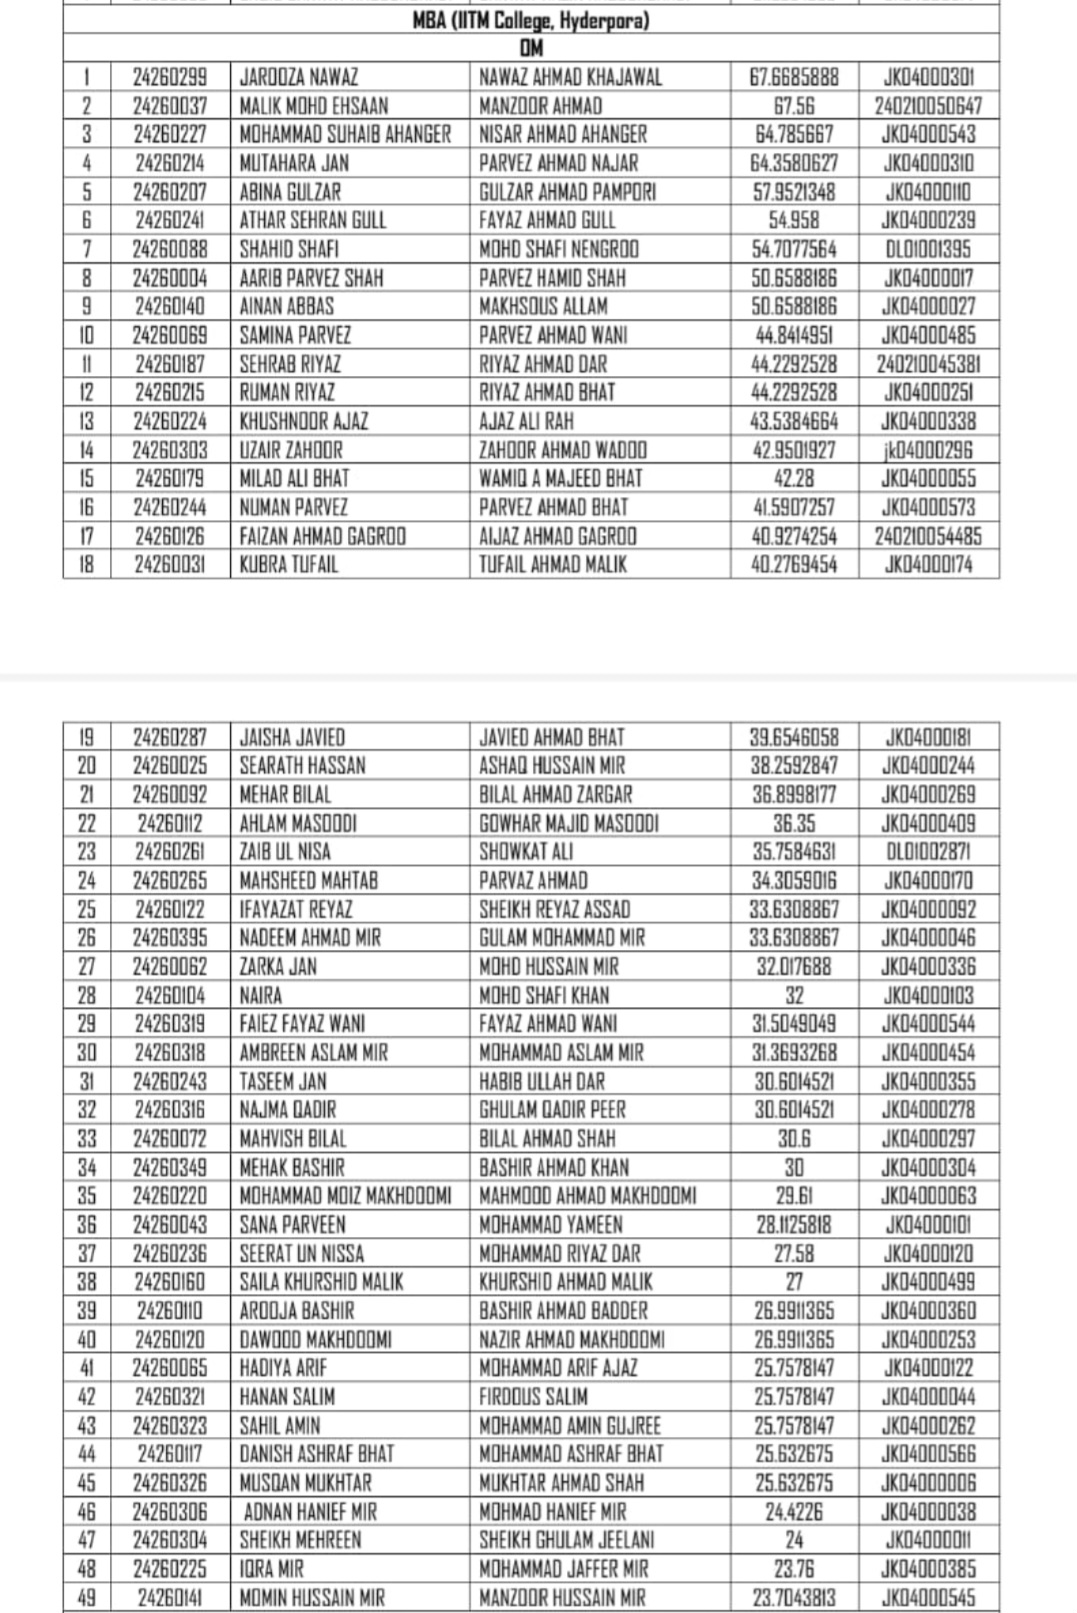 MBA (IITM College, Hyderpora)
OM
1 24260299 JAROOZA NAWAZ NAWAZ AHMAD KHAJAWAL 67.6685888 JK04000301
2 24260037 MALIK MOHD EHSAAN MANZOOR AHMAD 67.56 240210050647
3 24260227 MOHAMMAD SUHAIB AHANGER NISAR AHMAD AHANGER 64.785667 JK04000543
4 24260214 MUTAHARA JAN PARVEZ AHMAD NAJAR 64.3580627 JK04000310
5 24260207 ABINA GULZAR GULZAR AHMAD PAMPORI 57.9521348 JK04000110
6 24260241 ATHAR SEHRAN GULL FAYAZ AHMAD GULL 54.958 JK04000239
7 24260088 SHAHID SHAFI MOHD SHAFI NENGROO 54.7077564 DL01001395
8 24260004 AARIB PARVEZ SHAH PARVEZ HAMID SHAH 50.6588186 JK04000017
9 24260140 AINAN ABBAS MAKHSOUS ALLAM 50.6588186 JK04000027
10 24260069 SAMINA PARVEZ PARVEZ AHMAD WANI 44.8414951 JK04000485
11 24260187 SEHRAB RIYAZ RIYAZ AHMAD DAR 44.2292528 240210045381
12 24260215 RUMAN RIYAZ RIYAZ AHMAD BHAT 44.2292528 JK04000251
13 24260224 KHUSHNOOR AJAZ AJAZ ALI RAH 43.5384664 JK04000338
14 24260303 UZAIR ZAHOOR ZAHOOR AHMAD WADOO 42.9501927 jk04000296
15 24260179 MILAD ALI BHAT WAMIQ A MAJEED BHAT 42.28 JK04000055
16 24260244 NUMAN PARVEZ PARVEZ AHMAD BHAT 41.5907257 JK04000573
17 24260126 FAIZAN AHMAD GAGROO AIJAZ AHMAD GAGROO 40.9274254 240210054485
18 24260031 KUBRA TUFAIL TUFAIL AHMAD MALIK 40.2769454 JK04000174
19 24260287 JAISHA JAVIED JAVIED AHMAD BHAT 39.6546058 JK04000181
20 24260025 SEARATH HASSAN ASHAQ HUSSAIN MIR 38.2592847 JK04000244
21 24260092 MEHAR BILAL BILAL AHMAD ZARGAR 36.8998177 JK04000269
22 24260112 AHLAM MASOODI GOWHAR MAJID MASOODI 36.35 JK04000409
23 24260261 ZAIB UL NISA SHOWKAT ALI 35.7584631 DL01002871
24 24260265 MAHSHEED MAHTAB PARVAZ AHMAD 34.3059016 JK04000170
25 24260122 IFAYAZAT REYAZ SHEIKH REYAZ ASSAD 33.6308867 JK04000092
26 24260395 NADEEM AHMAD MIR GULAM MOHAMMAD MIR 33.6308867 JK04000046
27 24260062 ZARKA JAN MOHD HUSSAIN MIR 32.017688 JK04000336
28 24260104 NAIRA MOHD SHAFI KHAN 32 JK04000103
29 24260319 FAIEZ FAYAZ WANI FAYAZ AHMAD WANI 31.5049049 JK04000544
30 24260318 AMBREEN ASLAM MIR MOHAMMAD ASLAM MIR 31.3693268 JK04000454
31 24260243 TASEEM JAN HABIB ULLAH DAR 30.6014521 JK04000355
32 24260316 NAJMA QADIR GHULAM QADIR PEER 30.6014521 JK04000278
33 24260072 MAHVISH BILAL BILAL AHMAD SHAH 30.6 JK04000297
34 24260349 MEHAK BASHIR BASHIR AHMAD KHAN 30 JK04000304
35 24260220 MOHAMMAD MOIZ MAKHDOOMI MAHMOOD AHMAD MAKHDOOMI 29.61 JK04000063
36 24260043 SANA PARVEEN MOHAMMAD YAMEEN 28.1125818 JK04000101
37 24260236 SEERAT UN NISSA MOHAMMAD RIYAZ DAR 27.58 JK04000120
38 24260160 SAILA KHURSHID MALIK KHURSHID AHMAD MALIK 27 JK04000499
39 24260110 AROOJA BASHIR BASHIR AHMAD BADDER 26.9911365 JK04000360
40 24260120 DAWOOD MAKHDOOMI NAZIR AHMAD MAKHDOOMI 26.9911365 JK04000253
41 24260065 HADIYA ARIF MOHAMMAD ARIF AJAZ 25.7578147 JK04000122
42 24260321 HANAN SALIM FIRDOUS SALIM 25.7578147 JK04000044
43 24260323 SAHIL AMIN MOHAMMAD AMIN GUJREE 25.7578147 JK04000262
44 24260117 DANISH ASHRAF BHAT MOHAMMAD ASHRAF BHAT 25.632675 JK04000566
45 24260326 MUSQAN MUKHTAR MUKHTAR AHMAD SHAH 25.632675 JK04000006
46 24260306 ADNAN HANIEF MIR MOHMAD HANIEF MIR 24.4226 JK04000038
47 24260304 SHEIKH MEHREEN SHEIKH GHULAM JEELANI 24 JK04000011
48 24260225 IQRA MIR MOHAMMAD JAFFER MIR 23.76 JK04000385
49 24260141 MOMIN HUSSAIN MIR MANZOOR HUSSAIN MIR 23.7043813 JK04000545